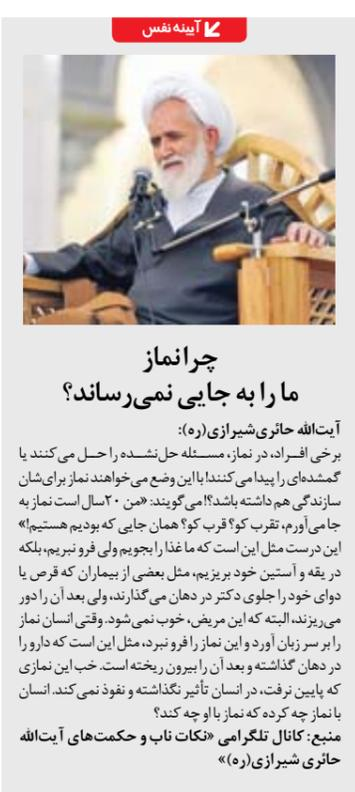 آیینه نفس
چرا نماز
ما را به جایی نمی‌رساند؟
آیت‌الله حائری‌شیرازی(ره):
برخی افــراد، در نماز، مســئله حل‌نشــده را حــل می‌کنند یا
گمشده‌ای را پیدا می‌کنند! با این وضع می‌خواهند نماز برای‌شان
سازندگی هم داشته باشد؟! می‌گویند: «من ۲۰سال است نماز به
جا می‌آورم، تقرب کو؟ قرب کو؟ همان جایی که بودیم هستیم!»
این درست مثل این است که ما غذا را بجویم ولی فرو نبریم، بلکه
در یقه و آستین خود بریزیم، مثل بعضی از بیماران که قرص یا
دوای خود را جلوی دکتر در دهان می‌گذارند، ولی بعد آن را دور
می‌ریزند، البته که این مریض، خوب نمی‌شود. وقتی انسان نماز
را بر سر زبان آورد و این نماز را فرو نبرد، مثل این است که دارو را
در دهان گذاشته و بعد آن را بیرون ریخته است. خب این نمازی
که پایین نرفت، در انسان تأثیر نگذاشته و نفوذ نمی‌کند. انسان
با نماز چه کرده که نماز با او چه کند؟
منبع: کانال تلگرامی «نکات ناب و حکمت‌های آیت‌الله
حائری شیرازی(ره)»